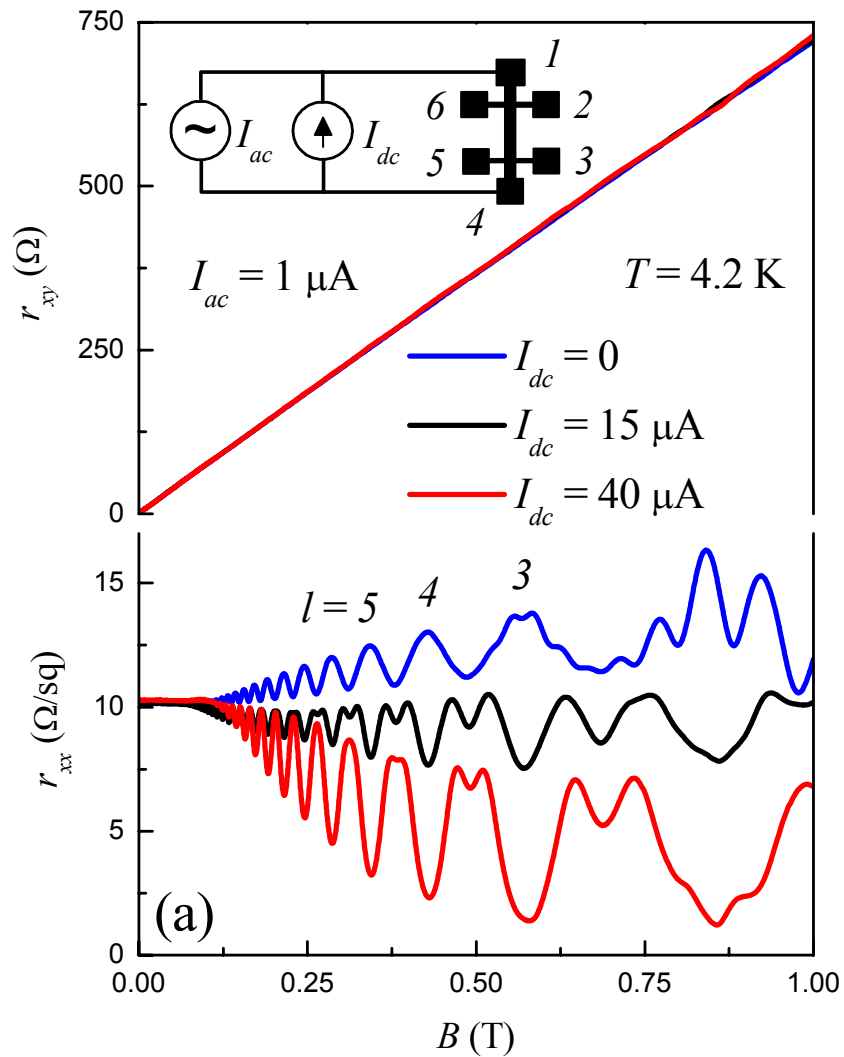 750
500
250
0
r_xy (Ω)
1
6
2
5
3
4
~
I_ac
I_dc
I_ac = 1 μA
T = 4.2 K
I_dc = 0
I_dc = 15 μA
I_dc = 40 μA
15
10
5
0
r_xx (Ω/sq)
l = 5
4
3
(a)
0.00
0.25
0.50
0.75
1.00
B (T)